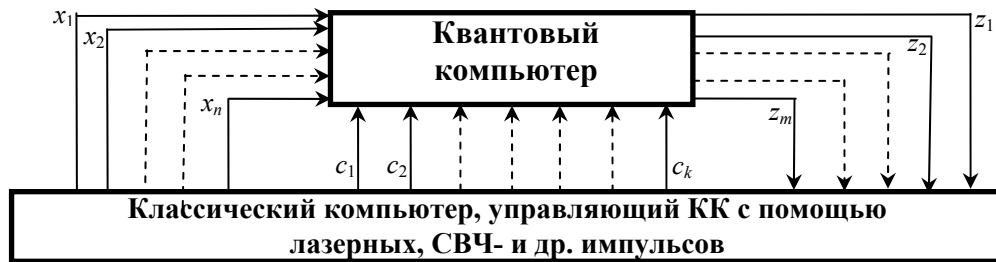 x1
x2
xn
Квантовый
компьютер
z1
z2
zm
c1
c2
ck
Классический компьютер, управляющий КК с помощью
лазерных, СВЧ- и др. импульсов